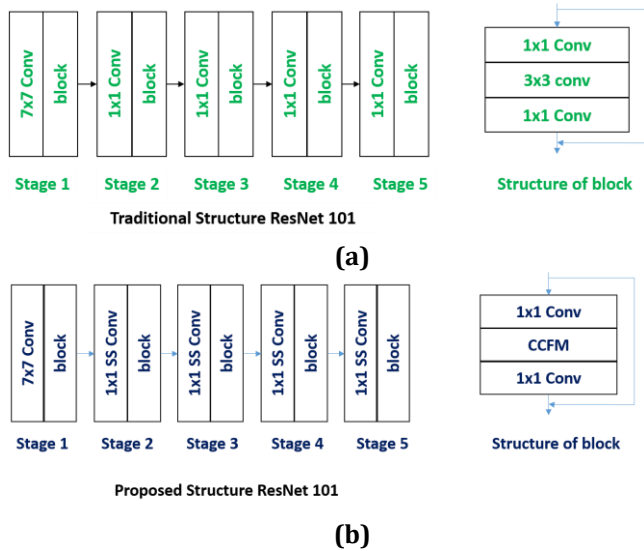 7x7 Conv
block
1x1 Conv
block
1x1 Conv
block
1x1 Conv
block
1x1 Conv
block
1x1 Conv
3x3 conv
1x1 Conv
Stage 1
Stage 2
Stage 3
Stage 4
Stage 5
Structure of block
Traditional Structure ResNet 101
(a)
7x7 Conv
block
1x1 SS Conv
block
1x1 SS Conv
block
1x1 SS Conv
block
1x1 SS Conv
block
1x1 Conv
CCFM
1x1 Conv
Stage 1
Stage 2
Stage 3
Stage 4
Stage 5
Structure of block
Proposed Structure ResNet 101
(b)